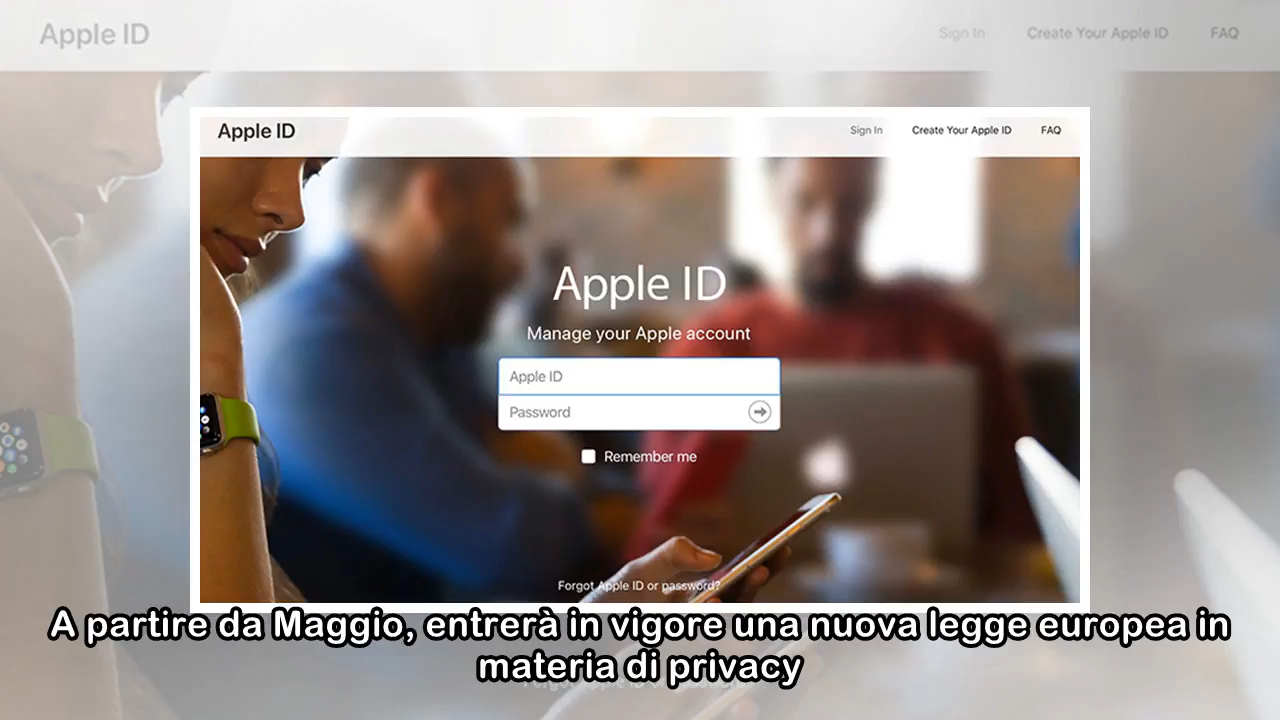 Apple ID
Sign In
Create Your Apple ID
FAQ
Apple ID
Sign In
Create Your Apple ID
FAQ
Apple ID
Manage your Apple account
Apple ID
Password
Remember me
Forgot Apple ID or password?
A partire da Maggio, entrerà in vigore una nuova legge europea in
materia di privacy